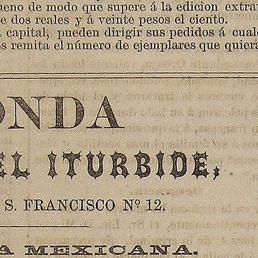 ueno de modo que supere á la edicion extra
e dos reales y á veinte pesos el ciento.
capital, pueden dirigir sus pedidos á cual
s remita el número de ejemplares que quiera
ONDA
EL ITURBIDE,
S. FRANCISCO Nº 12.
A MEXICANA.